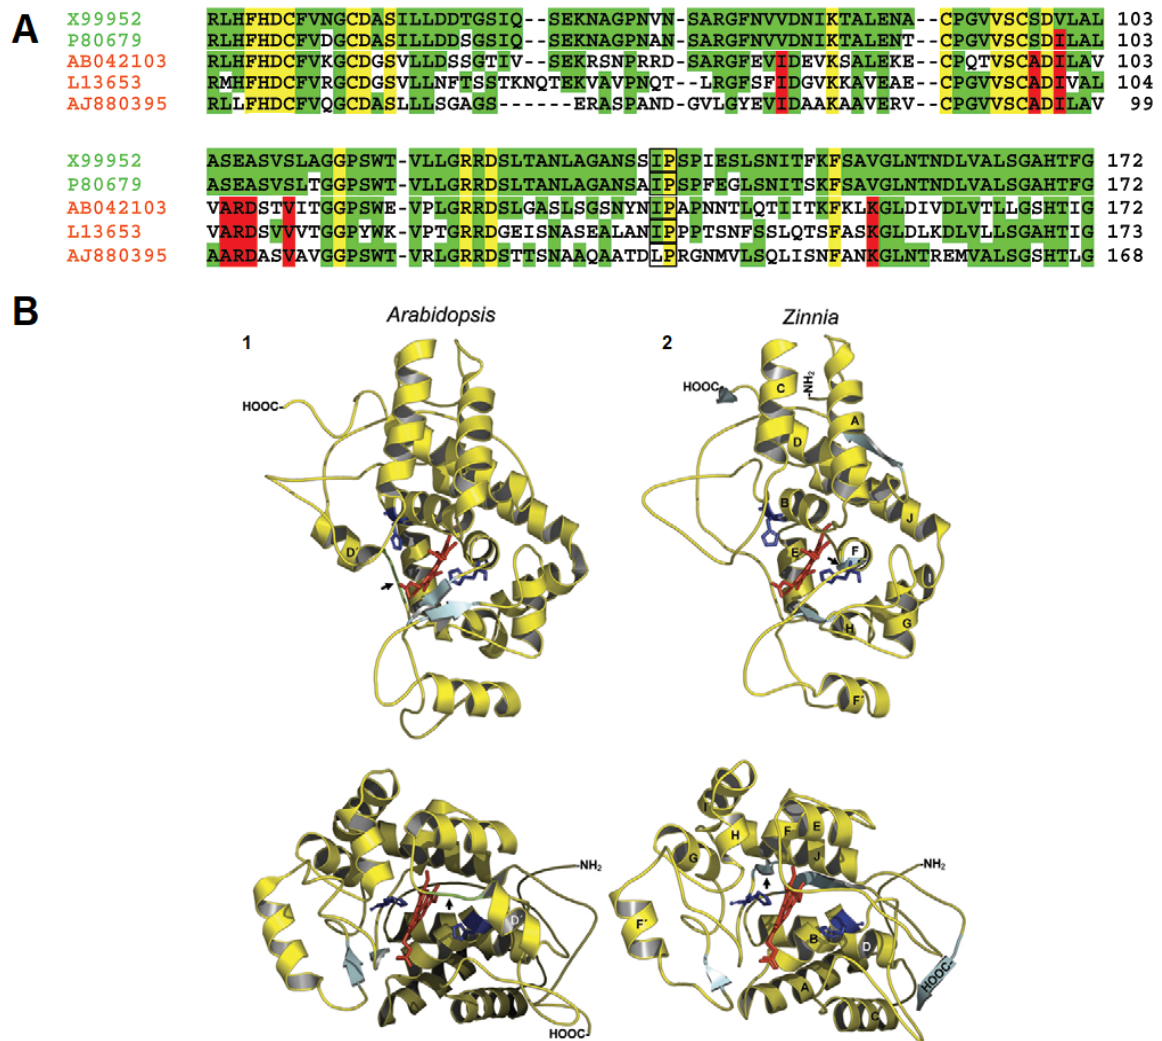 A
X99952 RLHFHDCFVNGCDASILLDDTGSIQ--SEKNAGPNVN-SARGFNVVDNIKTALENA--CPGVVSCSDVLAL 103
P80679 RLHFHDCFVDGCDASILLDDSGSIQ--SEKNAGPNAN-SARGFNVVDNIKTALENT--CPGVVSCSDILAL 103
AB042103 RLHFHDCFVKGCDGSVLLDDSSGTIV--SEKRSNPRRD-SARGFEVIDEVKSALEKE--CPQTVSCADILAV 103
L13653 RMHFHDCFVRGCDGSVLLNFTSSTKNQTEKVAVPNQT--LRGFSFIDGVKKAVEAE--CPGVVSCADIVAL 104
AJ880395 RLLFHDCFVQGCDASLLLSGAGS------ERASPAND-GVLGYEVIDAAKAAVERV--CPGVVSCADILAV 99
X99952 ASEASVSLAGGPSWT-VLLGRRDSLTANLAGANSSIPSPIESLSNITFKFSAVGLNTNDLVALSGAHTFG 172
P80679 ASEASVSLTGGPSWT-VLLGRRDSLTANLAGANSAIPSPFEGLSNITSKFSAVGLNTNDLVALSGAHTFG 172
AB042103 VARDSTVITGGPSWE-VPLGRRDSLGASLSGSNYNIPAPNNTLQTIITKFKLKGLDIVDLVTLLGSHTIG 172
L13653 VARDSVVVTGGPYWK-VPTGRRDGEISNASEALANIPPPTSNFSSLQTSFASKGLDLKDLVLLSGAHTIG 173
AJ880395 AARDASVAVGGPSWT-VRLGRRDSTTSNAAQAATDLPRGNMVLSQLISNFANKGLNTREMVALSGSHTLG 168
B
Arabidopsis Zinnia
1 2
HOOC- HOOC- NH2
C
A
D
B
J
D´ E F
G
H
F´
I
H F E
G J
NH2 NH2
F´ D´
B D
A HOOC-
C
HOOC-